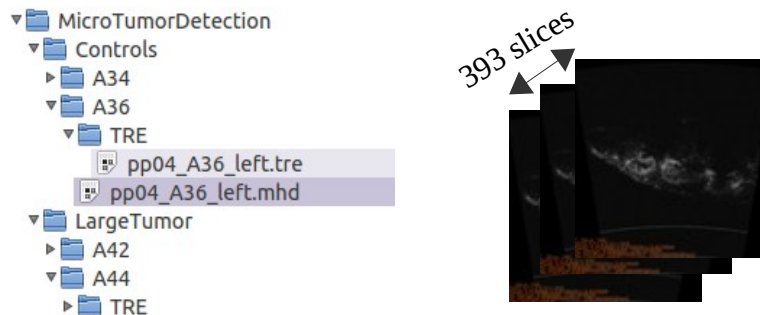 MicroTumorDetection
Controls
A34
A36
TRE
pp04_A36_left.tre
pp04_A36_left.mhd
LargeTumor
A42
A44
TRE
393 slices